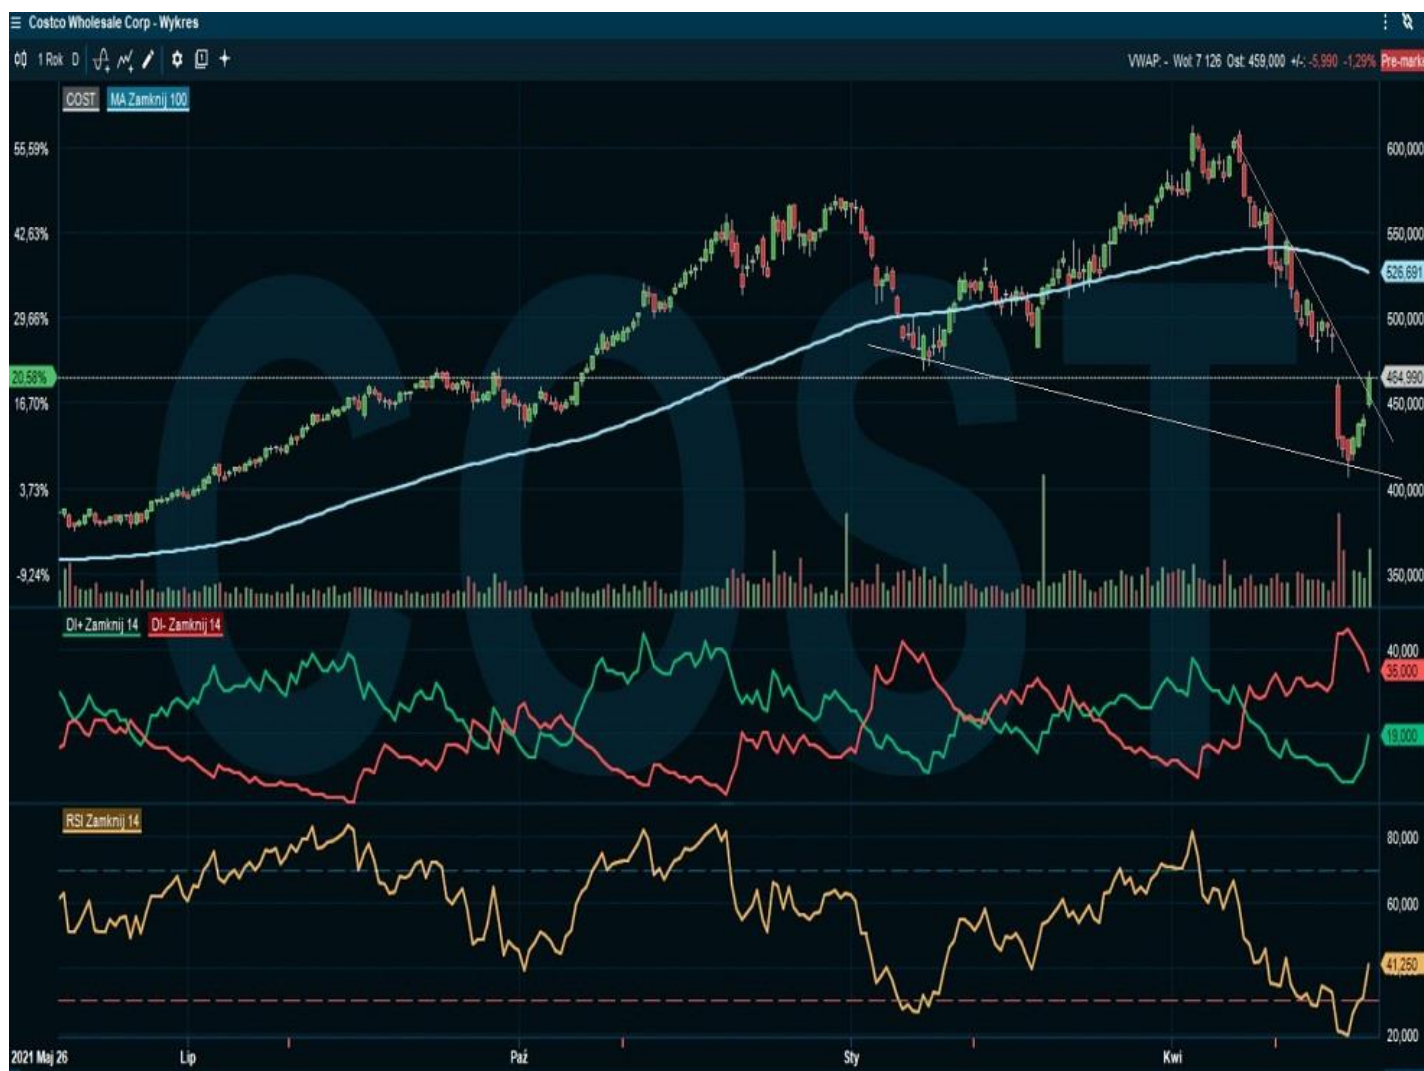 Costco Wholesale Corp - Wykres
1 Rok D VWAP: - Wol: 7 126 Ost: 459,000 +/-: -5,990 -1,29% Pre-marke
COST MA Zamknij 100
55,59% 600,000
42,63% 550,000
526,691
29,66% 500,000
20,58% 464,990
16,70% 450,000
3,73% 400,000
-9,24% 350,000
COST
DI+ Zamknij 14 DI- Zamknij 14
40,000
35,000
19,000
RSI Zamknij 14
80,000
60,000
41,250
20,000
2021 Maj 26 Lip Paź Sty Kwi